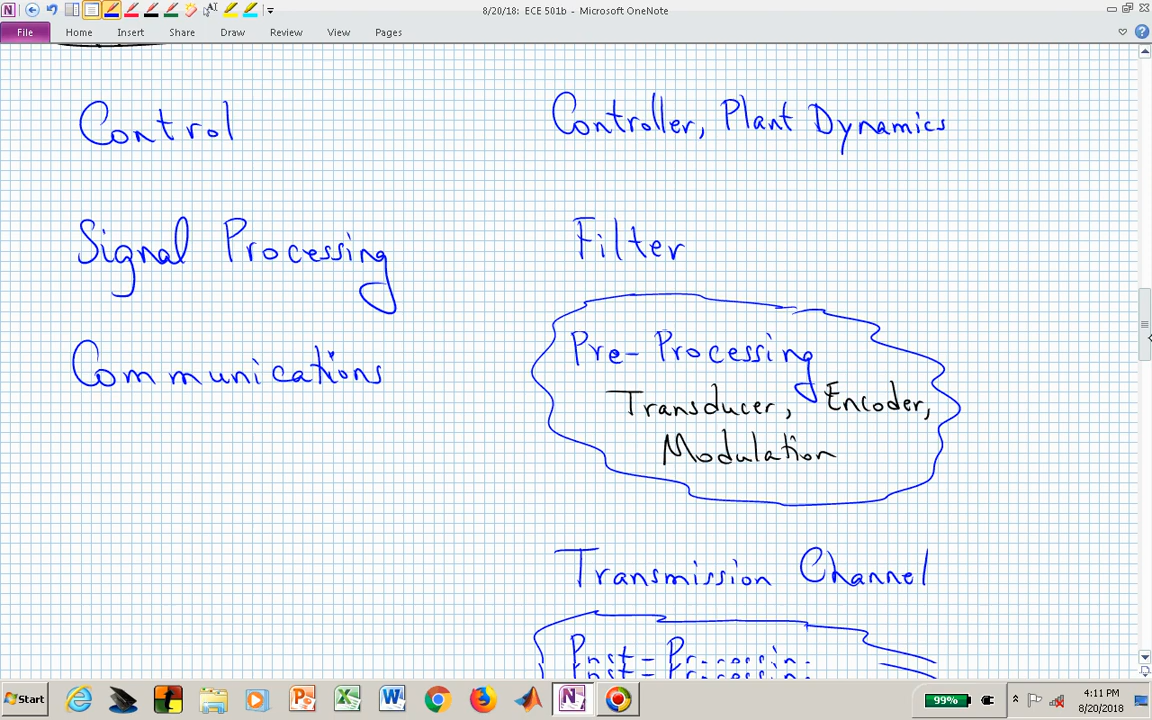 8/20/18: ECE 501b - Microsoft OneNote
File Home Insert Share Draw Review View Pages
Control Controller, Plant Dynamics
Signal Processing Filter
Communications Pre-Processing
Transducer, Encoder,
Modulation
Transmission Channel
Post-Processin
99% 4:11 PM
Start 8/20/2018